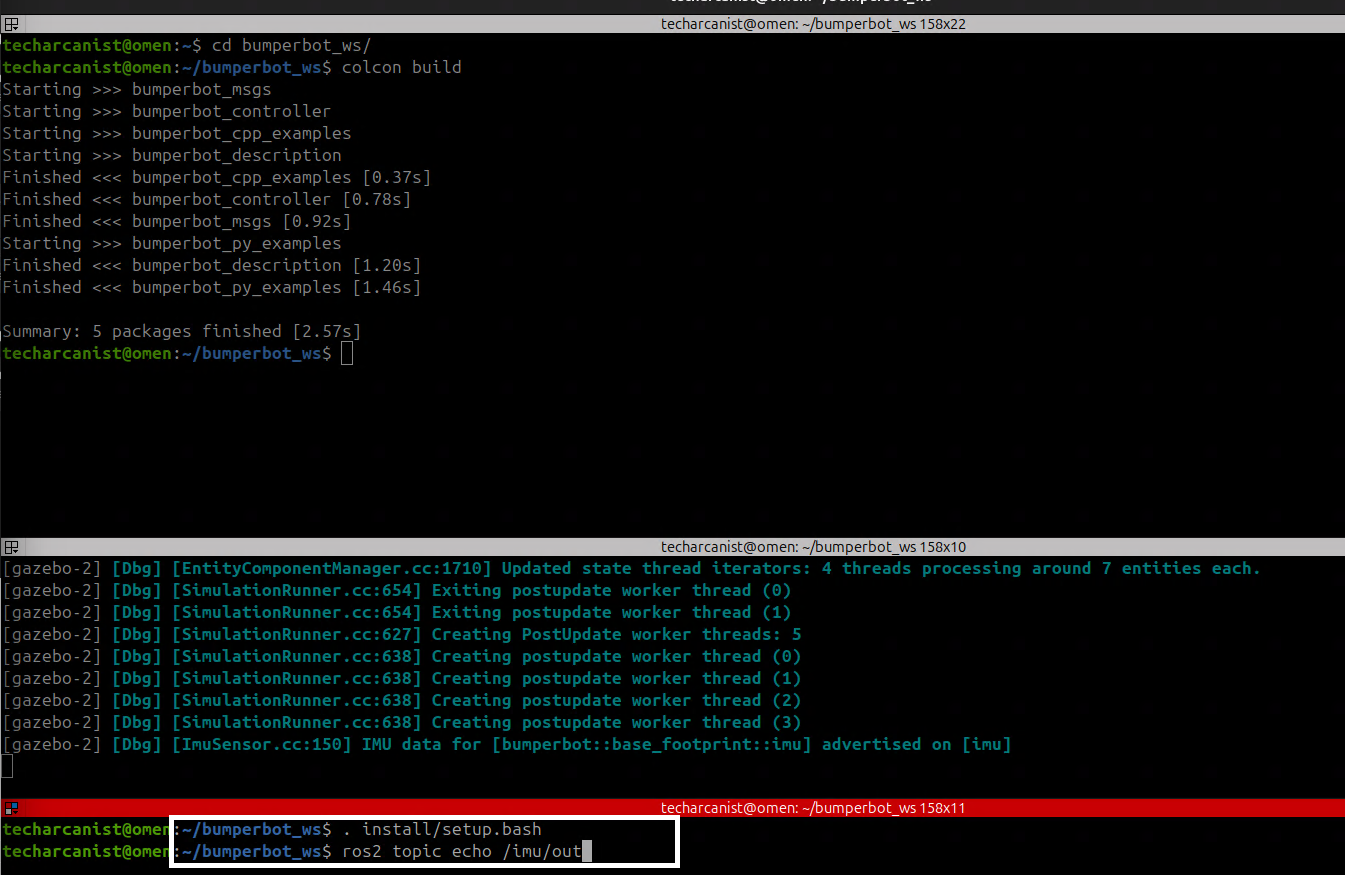 techarcanist@omen: ~/bumperbot_ws 158x22
techarcanist@omen:~$ cd bumperbot_ws/
techarcanist@omen:~/bumperbot_ws$ colcon build
Starting >>> bumperbot_msgs
Starting >>> bumperbot_controller
Starting >>> bumperbot_cpp_examples
Starting >>> bumperbot_description
Finished <<< bumperbot_cpp_examples [0.37s]
Finished <<< bumperbot_controller [0.78s]
Finished <<< bumperbot_msgs [0.92s]
Starting >>> bumperbot_py_examples
Finished <<< bumperbot_description [1.20s]
Finished <<< bumperbot_py_examples [1.46s]
Summary: 5 packages finished [2.57s]
techarcanist@omen:~/bumperbot_ws$
techarcanist@omen: ~/bumperbot_ws 158x10
[gazebo-2] [Dbg] [EntityComponentManager.cc:1710] Updated state thread iterators: 4 threads processing around 7 entities each.
[gazebo-2] [Dbg] [SimulationRunner.cc:654] Exiting postupdate worker thread (0)
[gazebo-2] [Dbg] [SimulationRunner.cc:654] Exiting postupdate worker thread (1)
[gazebo-2] [Dbg] [SimulationRunner.cc:627] Creating PostUpdate worker threads: 5
[gazebo-2] [Dbg] [SimulationRunner.cc:638] Creating postupdate worker thread (0)
[gazebo-2] [Dbg] [SimulationRunner.cc:638] Creating postupdate worker thread (1)
[gazebo-2] [Dbg] [SimulationRunner.cc:638] Creating postupdate worker thread (2)
[gazebo-2] [Dbg] [SimulationRunner.cc:638] Creating postupdate worker thread (3)
[gazebo-2] [Dbg] [ImuSensor.cc:150] IMU data for [bumperbot::base_footprint::imu] advertised on [imu]
techarcanist@omen: ~/bumperbot_ws 158x11
techarcanist@omen:~/bumperbot_ws$ . install/setup.bash
techarcanist@omen:~/bumperbot_ws$ ros2 topic echo /imu/out